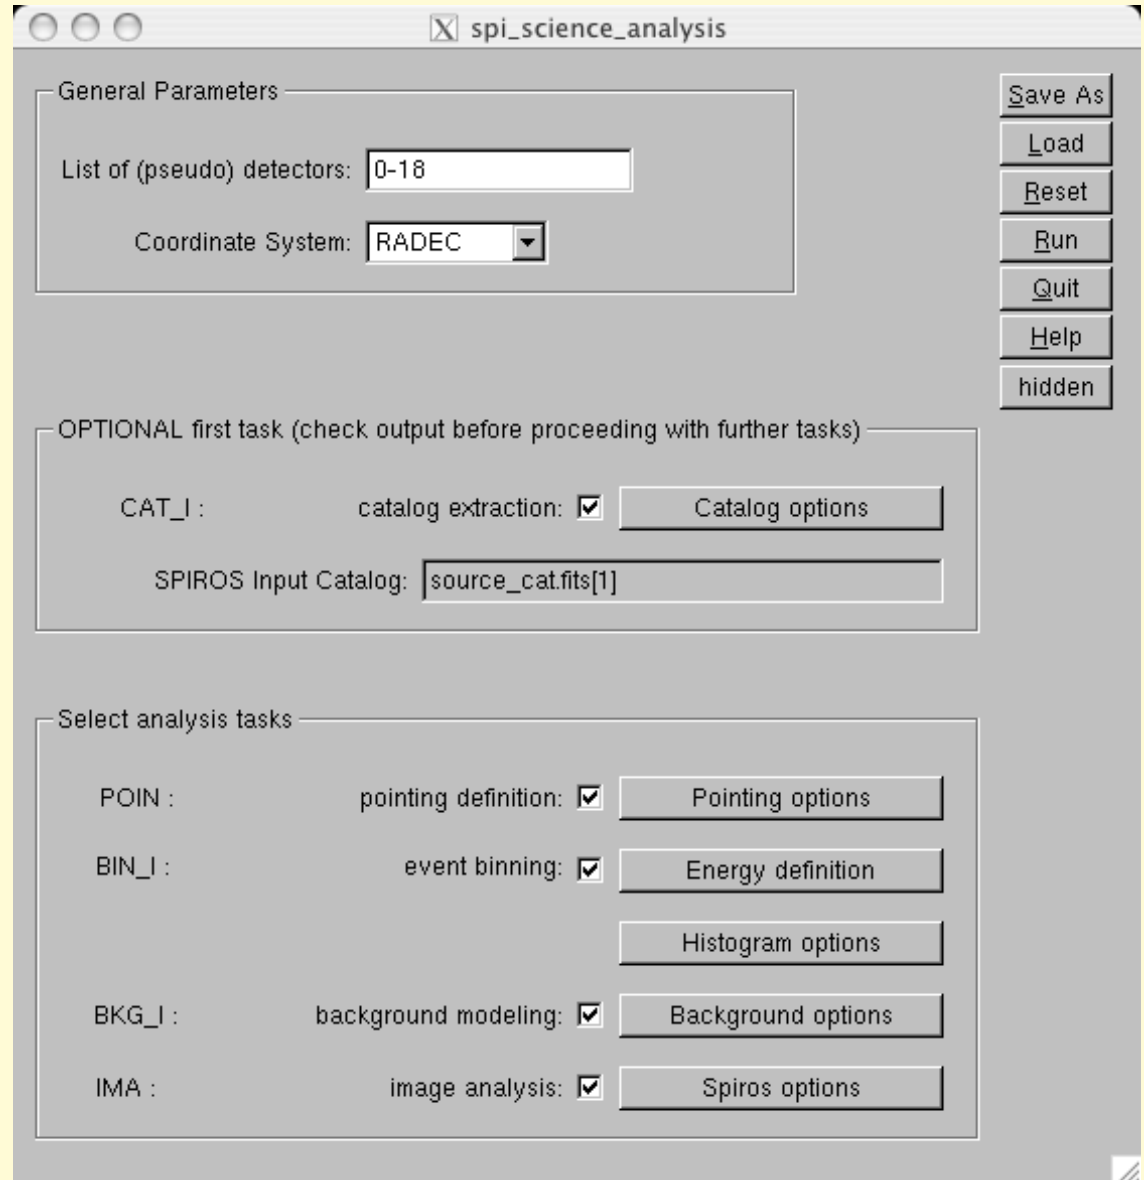 spi_science_analysis
General Parameters
List of (pseudo) detectors: 0-18
Coordinate System: RADEC
Save As
Load
Reset
Run
Quit
Help
hidden
OPTIONAL first task (check output before proceeding with further tasks)
CAT_I : catalog extraction: Catalog options
SPIROS Input Catalog: source_cat.fits[1]
Select analysis tasks
POIN : pointing definition: Pointing options
BIN_I : event binning: Energy definition
Histogram options
BKG_I : background modeling: Background options
IMA : image analysis: Spiros options